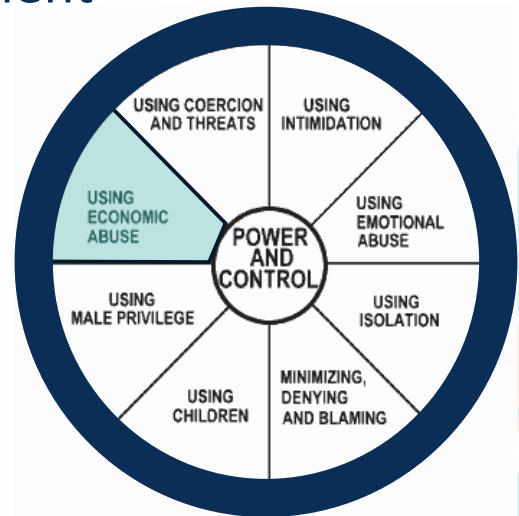 USING COERCION
AND THREATS
USING
INTIMIDATION
USING
EMOTIONAL
ABUSE
USING
ISOLATION
MINIMIZING,
DENYING
AND BLAMING
USING
CHILDREN
USING
MALE PRIVILEGE
USING
ECONOMIC
ABUSE
POWER
AND
CONTROL